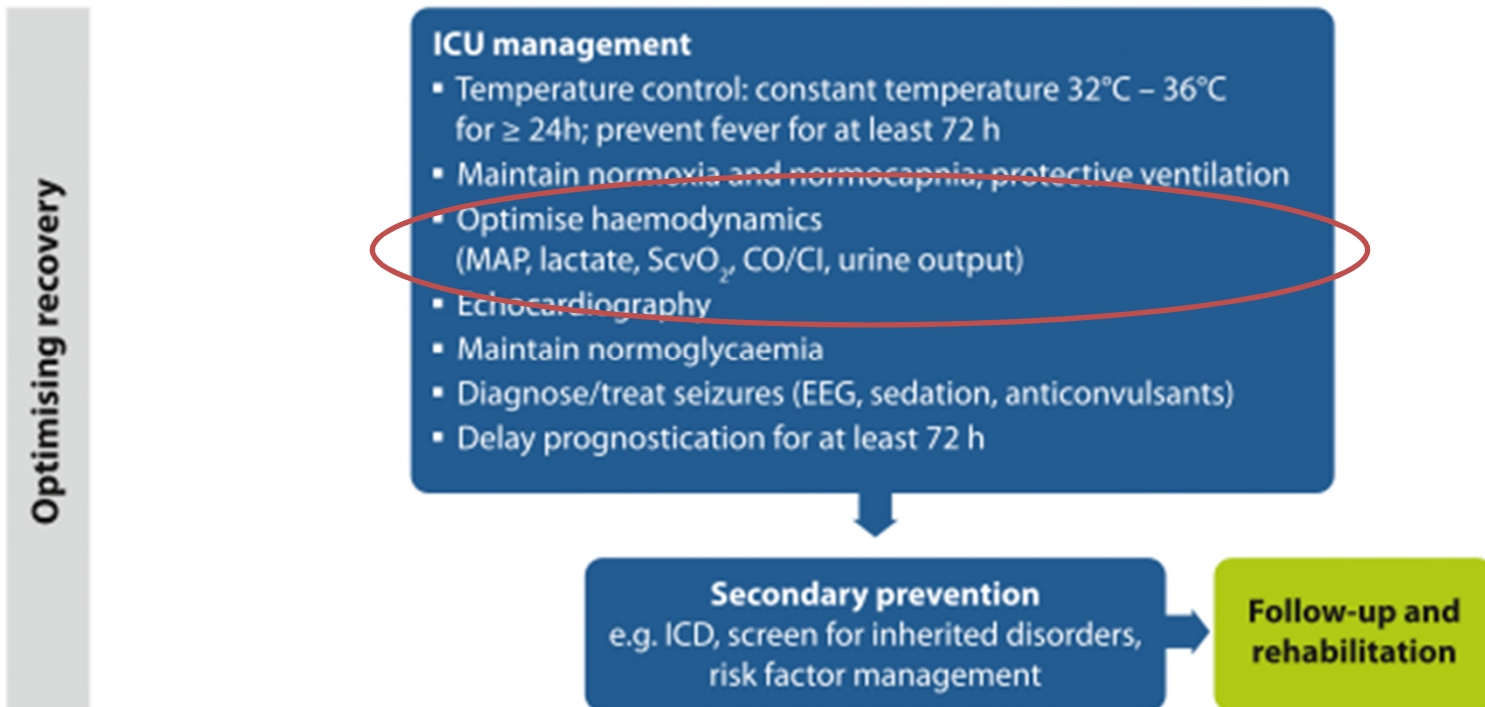 Optimising recovery
ICU management
▪ Temperature control: constant temperature 32°C – 36°C
for ≥ 24h; prevent fever for at least 72 h
▪ Maintain normoxia and normocapnia; protective ventilation
▪ Optimise haemodynamics
(MAP, lactate, ScvO₂, CO/CI, urine output)
▪ Echocardiography
▪ Maintain normoglycaemia
▪ Diagnose/treat seizures (EEG, sedation, anticonvulsants)
▪ Delay prognostication for at least 72 h
Secondary prevention
e.g. ICD, screen for inherited disorders,
risk factor management
Follow-up and
rehabilitation